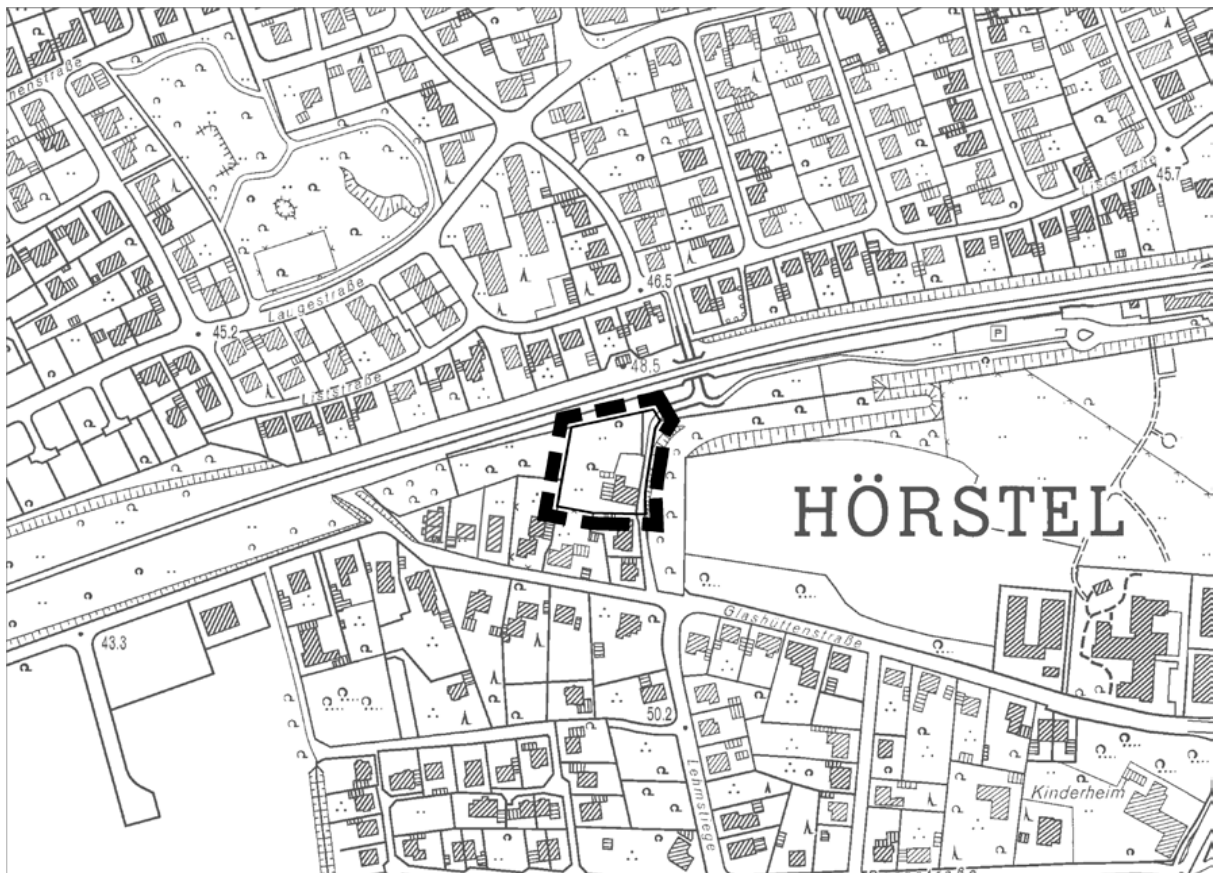 45.7
Liststraße
46.5
Laugestraße
45.2
48.5
P
Liststraße
HÖRSTEL
Glashüttenstraße
43.3
50.2
Lehmstiege
Kinderheim